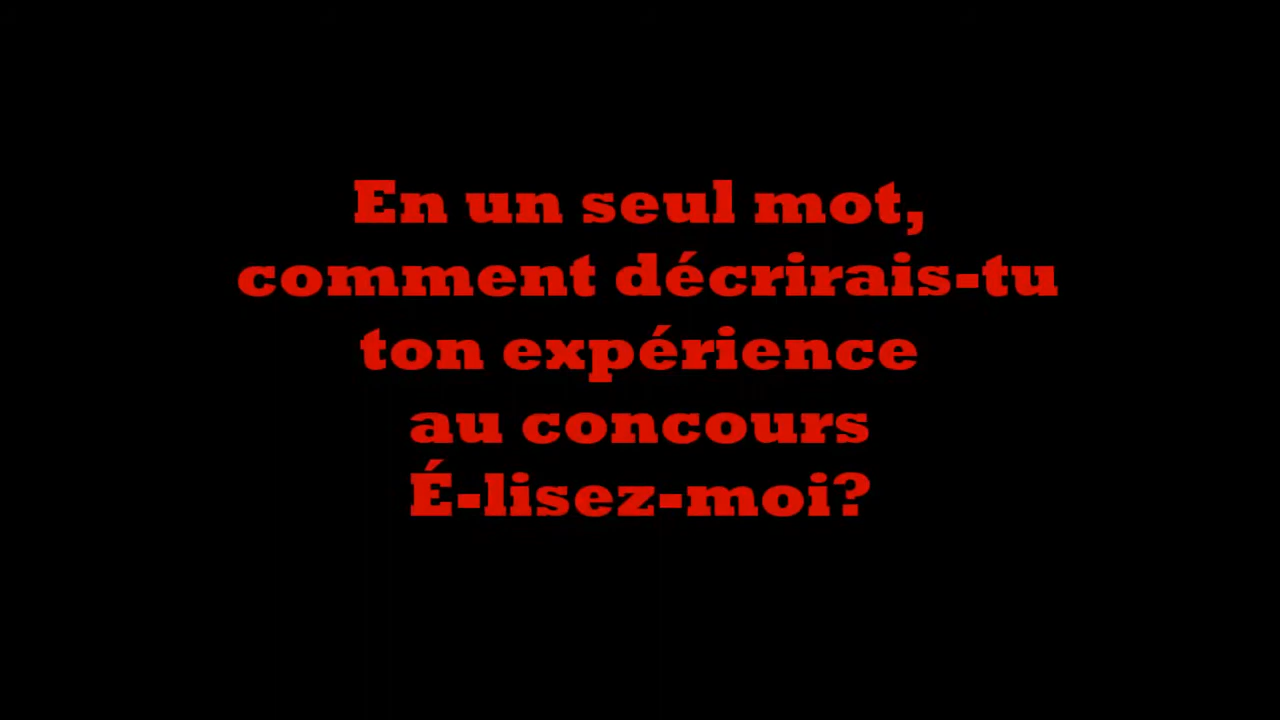 En un seul mot,
comment décrirais-tu
ton expérience
au concours
É-lisez-moi?